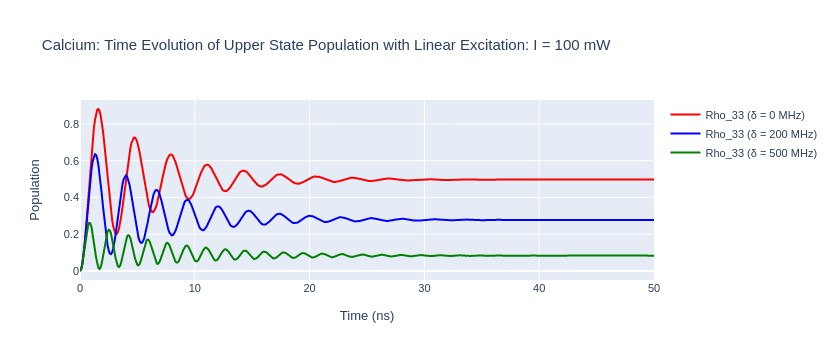 Calcium: Time Evolution of Upper State Population with Linear Excitation: I = 100 mW
Population
0.8
0.6
0.4
0.2
0
0
10
20
30
40
50
Time (ns)
Rho_33 (δ = 0 MHz)
Rho_33 (δ = 200 MHz)
Rho_33 (δ = 500 MHz)